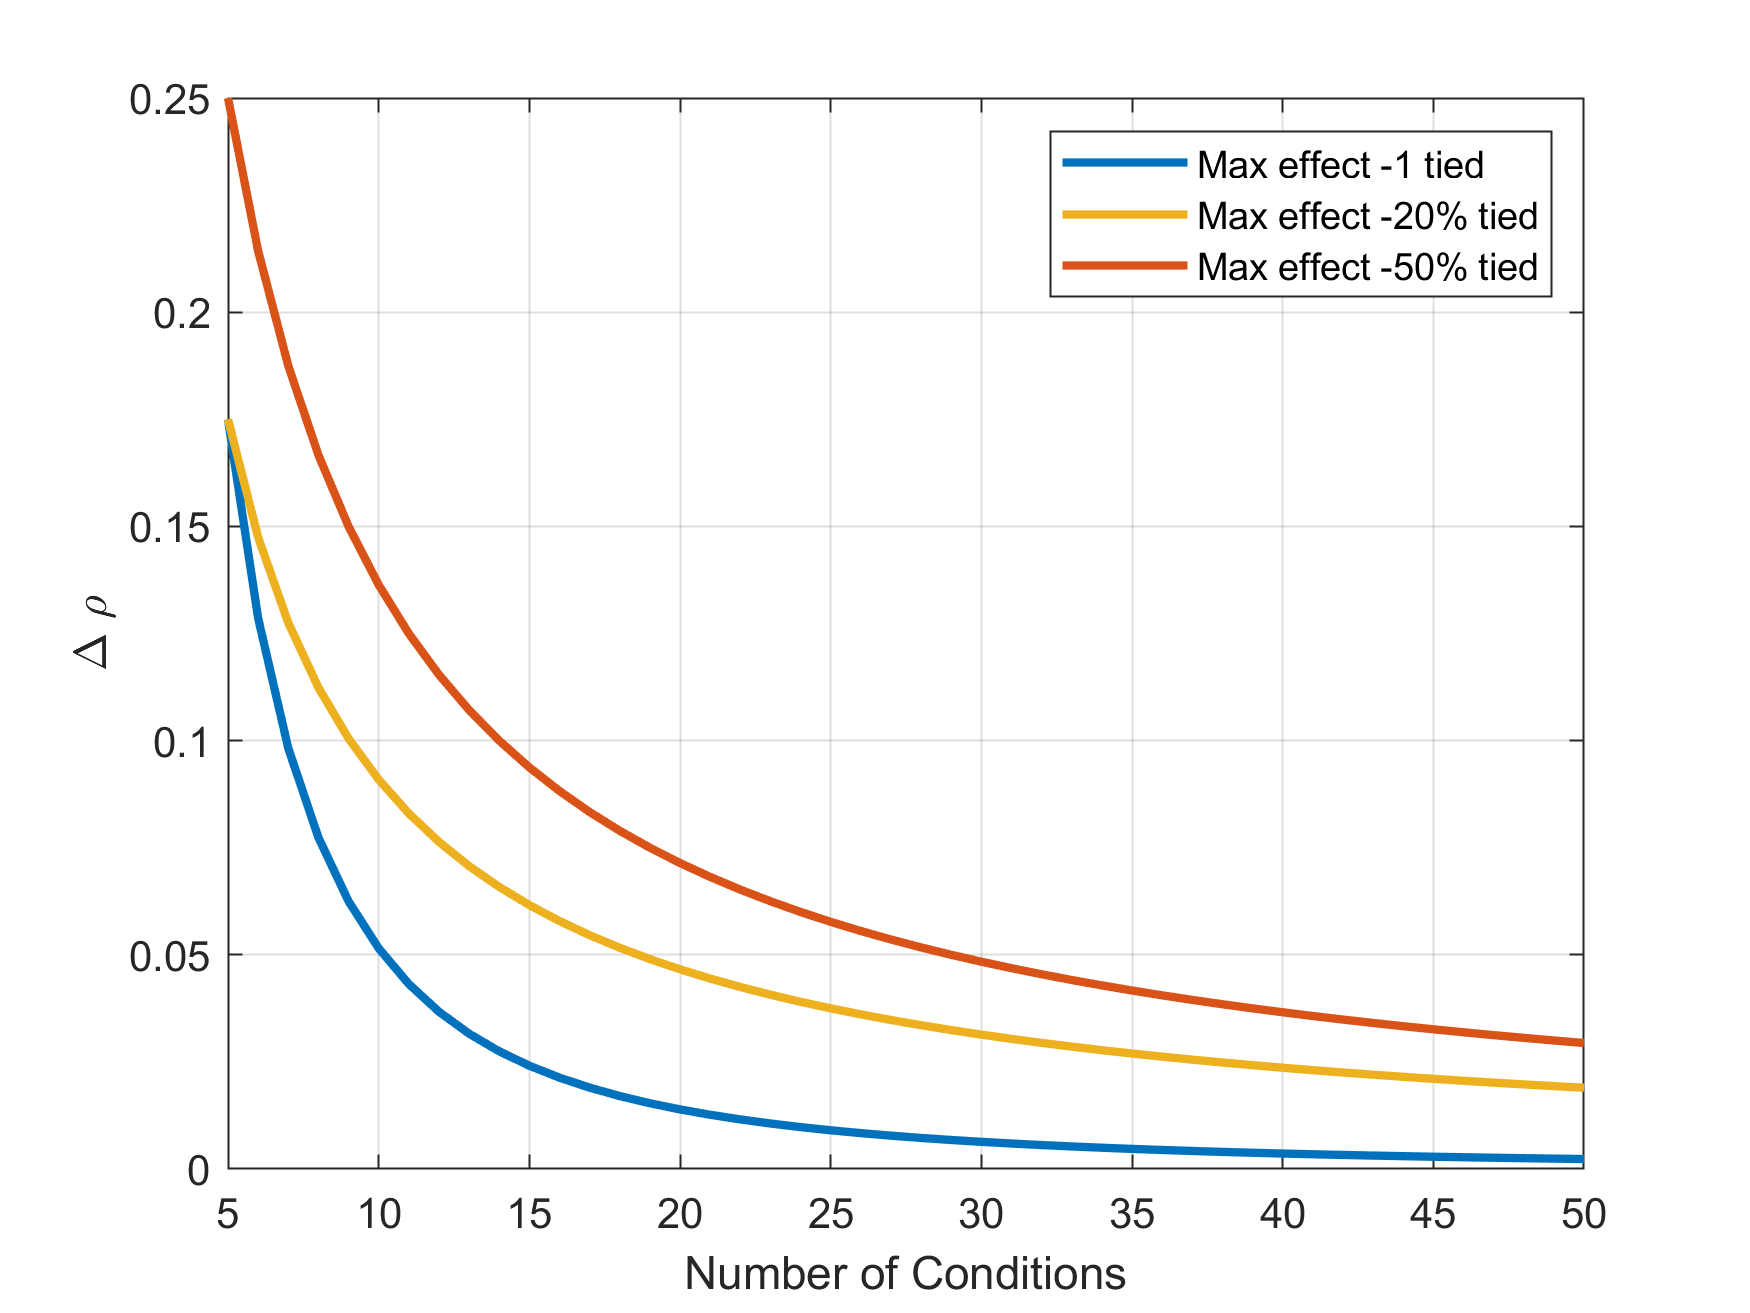 0.25
0.2
0.15
0.1
0.05
0
Δ ρ
Max effect -1 tied
Max effect -20% tied
Max effect -50% tied
5 10 15 20 25 30 35 40 45 50
Number of Conditions